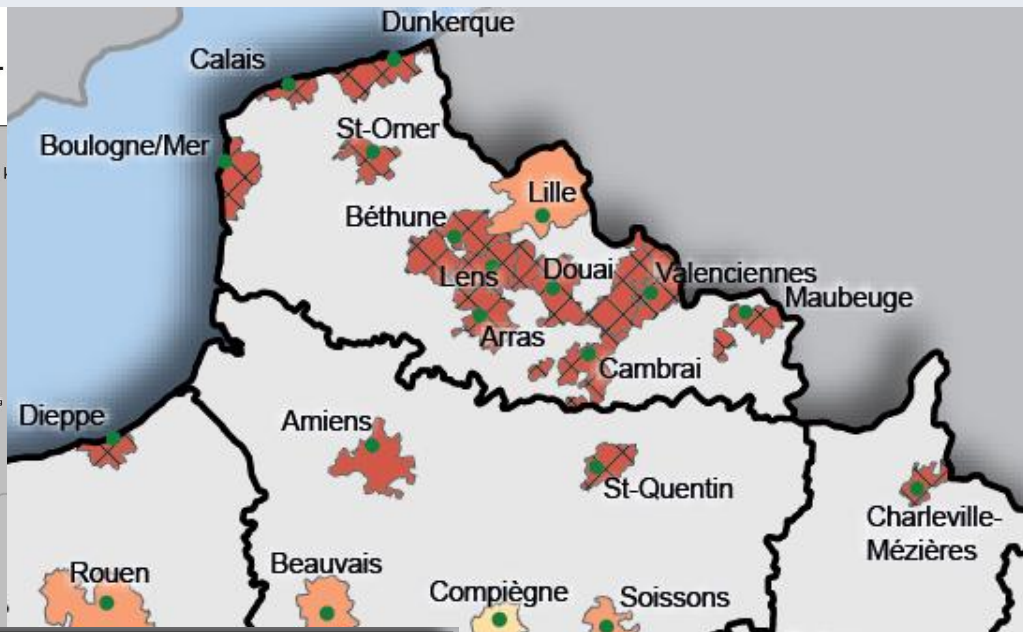 Dunkerque
Calais
St-Omer
Boulogne/Mer
Lille
Béthune
Lens
Douai
Valenciennes
Maubeuge
Arras
Cambrai
Dieppe
Amiens
St-Quentin
Charleville-
Mézières
Rouen
Beauvais
Compiègne
Soissons